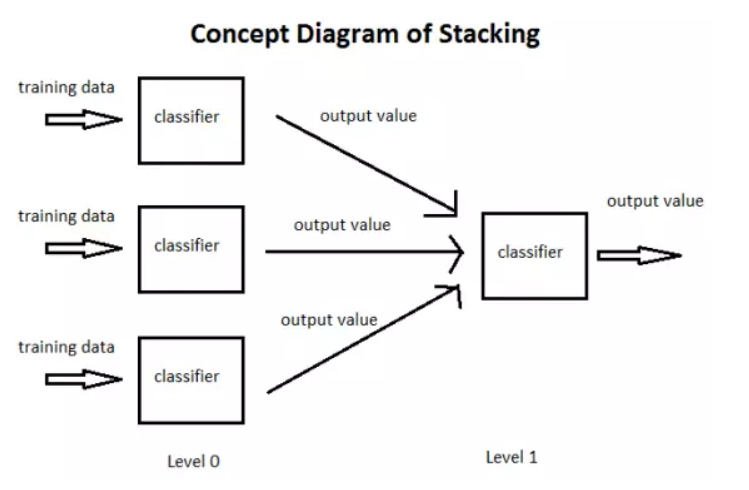 Concept Diagram of Stacking
training data
classifier
output value
training data
classifier
output value
output value
classifier
output value
training data
classifier
Level 0
Level 1